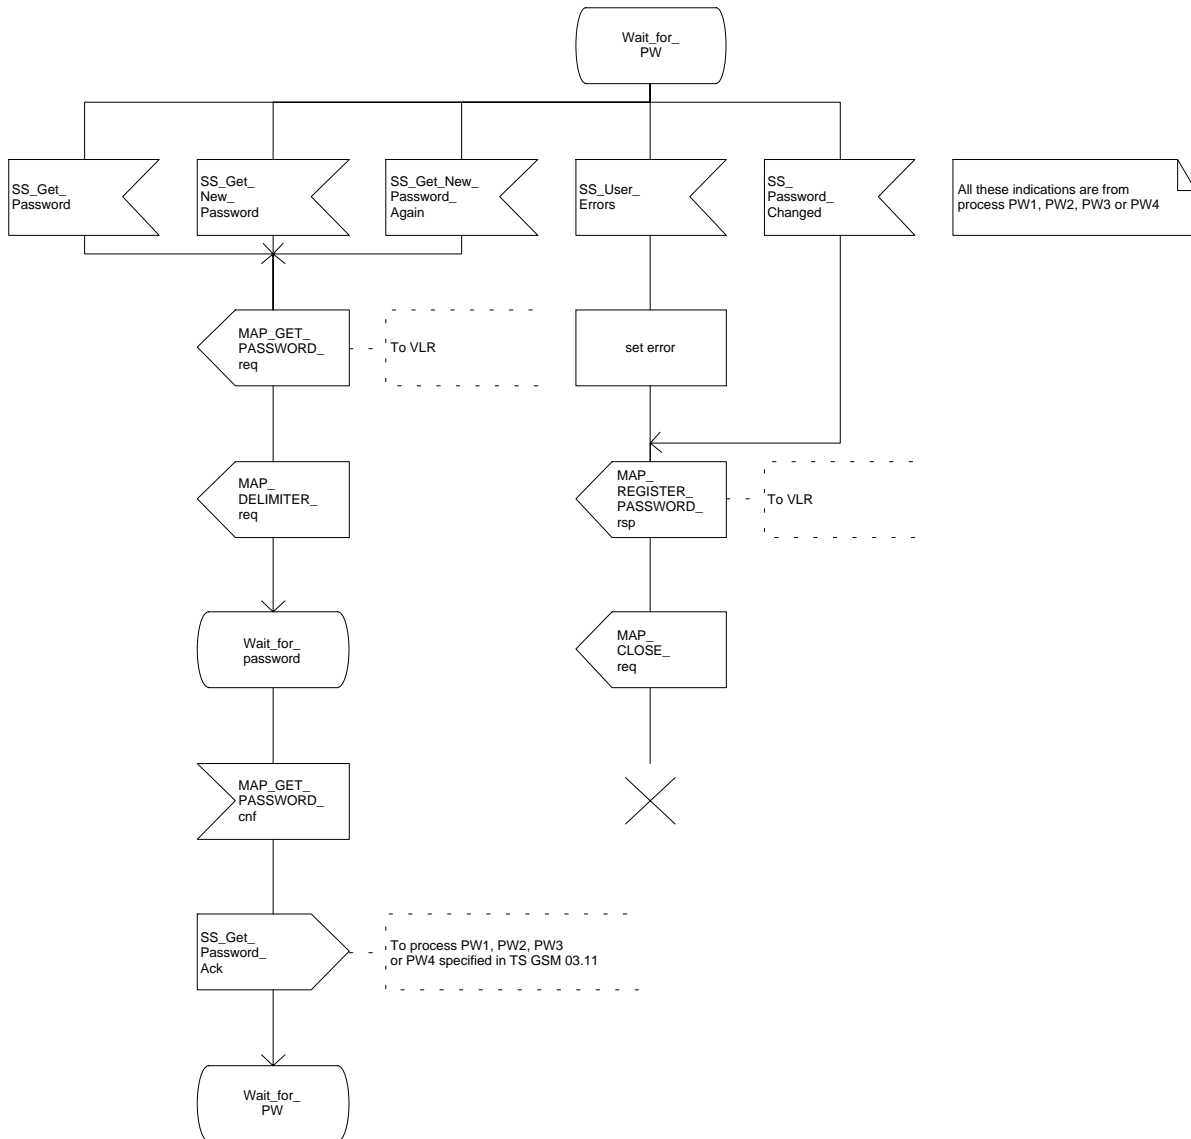 Wait_for_
PW
SS_Get_
Password
SS_Get_
New_
Password
SS_Get_New_
Password_
Again
SS_User_
Errors
SS_
Password_
Changed
All these indications are from
process PW1, PW2, PW3 or PW4
MAP_GET_
PASSWORD_
req
To VLR
set error
MAP_
DELIMITER_
req
MAP_
REGISTER_
PASSWORD_
rsp
To VLR
Wait_for_
password
MAP_
CLOSE_
req
MAP_GET_
PASSWORD_
cnf
SS_Get_
Password_
Ack
To process PW1, PW2, PW3
or PW4 specified in TS GSM 03.11
Wait_for_
PW